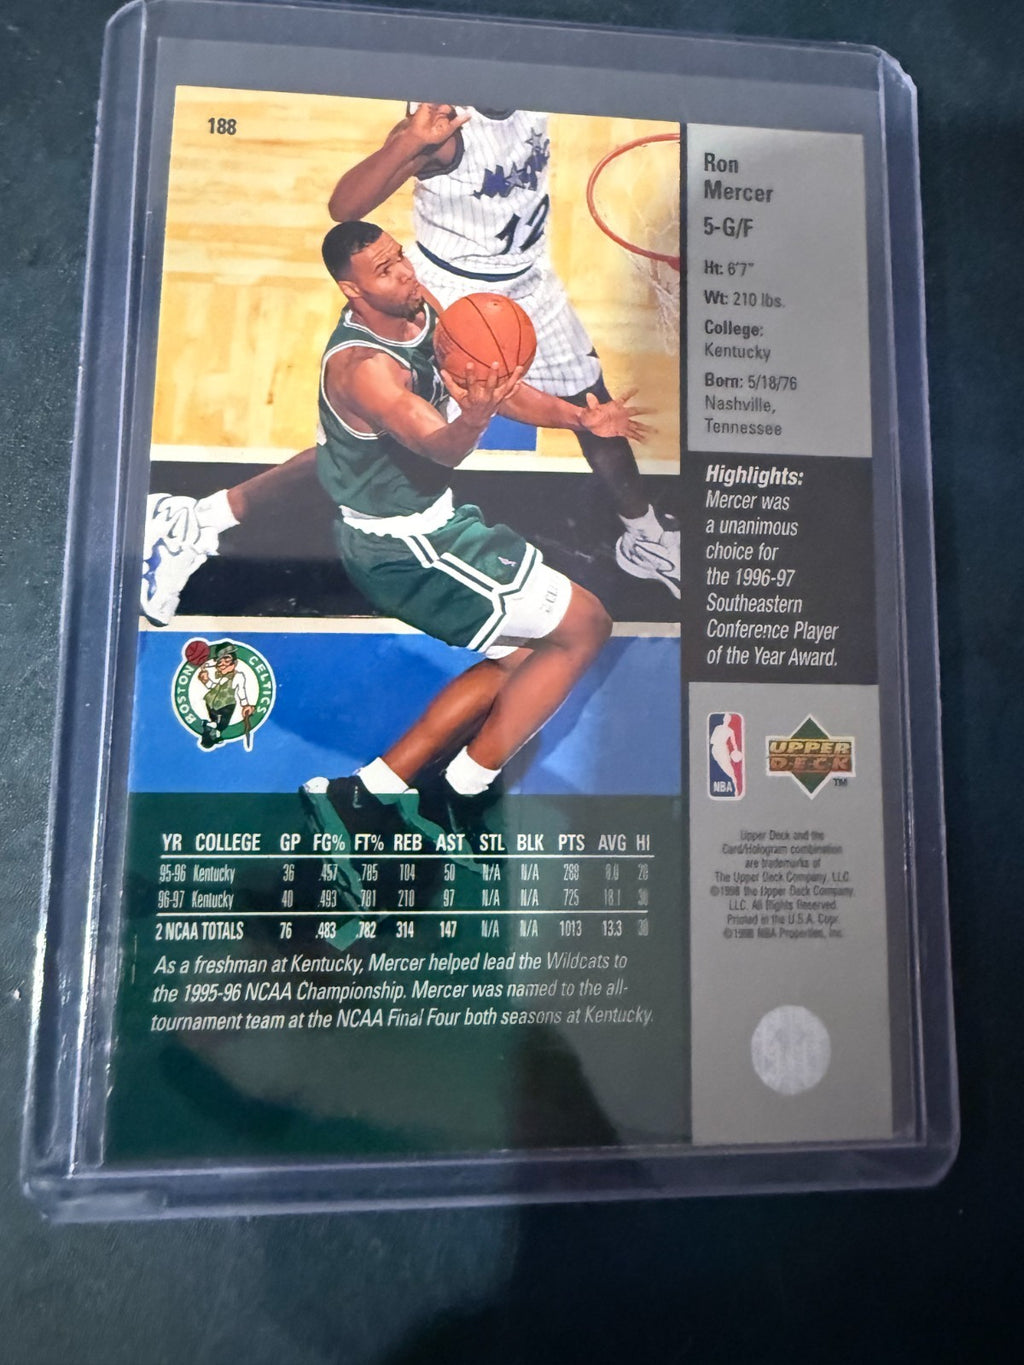 188
Magic
12
Ron
Mercer
5-G/F
Ht: 6'7"
Wt: 210 lbs.
College:
Kentucky
Born: 5/18/76
Nashville,
Tennessee
Highlights:
Mercer was
a unanimous
choice for
the 1996-97
Southeastern
Conference Player
of the Year Award.
BOSTON CELTICS
NBA
UPPER
DECK
TM
YR COLLEGE GP FG% FT% REB AST STL BLK PTS AVG HI
95-96 Kentucky 36 .457 .785 104 50 N/A N/A 288 8.0
96-97 Kentucky 40 .493 .781 210 97 N/A N/A 725 18.1
2 NCAA TOTALS 76 .483 .782 314 147 N/A N/A 1013 13.3
As a freshman at Kentucky, Mercer helped lead the Wildcats to
the 1995-96 NCAA Championship. Mercer was named to the all-
tournament team at the NCAA Final Four both seasons at Kentucky.
Upper Deck and the
Card/Hologram combination
are trademarks of
The Upper Deck Company, LLC.
©1998 the Upper Deck Company,
LLC. All Rights Reserved.
Printed in the U.S.A. Copr.
©1998 NBA Properties, Inc.